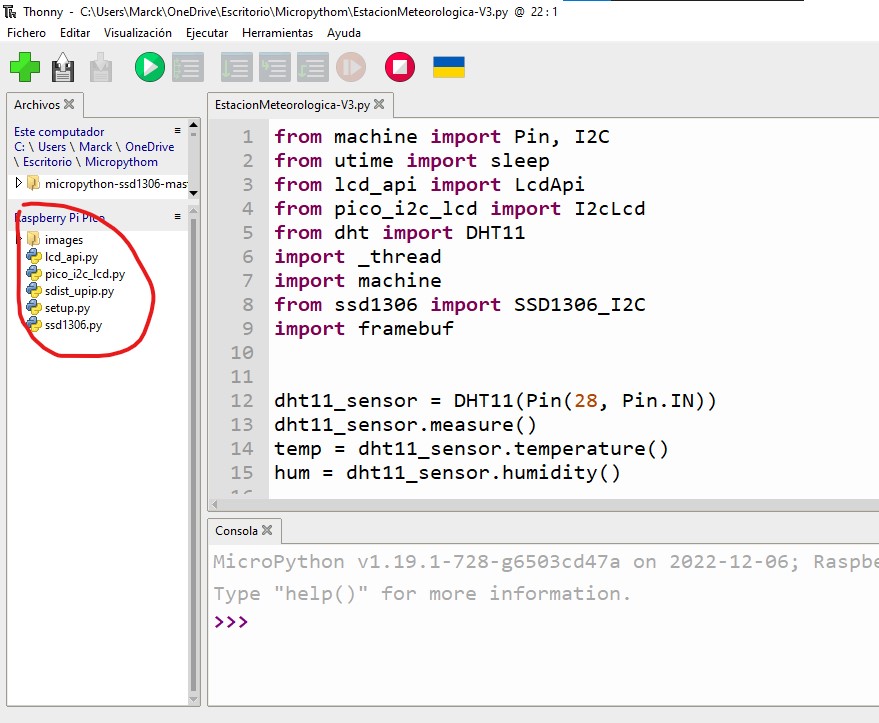 Thonny - C:\Users\Marck\OneDrive\Escritorio\Micropythom\EstacionMeteorologica-V3.py @ 22 : 1
Fichero Editar Visualización Ejecutar Herramientas Ayuda
Archivos
Este computador
C: \ Users \ Marck \ OneDrive
\ Escritorio \ Micropythom
micropython-ssd1306-mas
Raspberry Pi Pico
images
lcd_api.py
pico_i2c_lcd.py
sdist_upip.py
setup.py
ssd1306.py
EstacionMeteorologica-V3.py
1 from machine import Pin, I2C
2 from utime import sleep
3 from lcd_api import LcdApi
4 from pico_i2c_lcd import I2cLcd
5 from dht import DHT11
6 import _thread
7 import machine
8 from ssd1306 import SSD1306_I2C
9 import framebuf
10
11
12 dht11_sensor = DHT11(Pin(28, Pin.IN))
13 dht11_sensor.measure()
14 temp = dht11_sensor.temperature()
15 hum = dht11_sensor.humidity()
Consola
MicroPython v1.19.1-728-g6503cd47a on 2022-12-06; Raspbe
Type "help()" for more information.
>>>